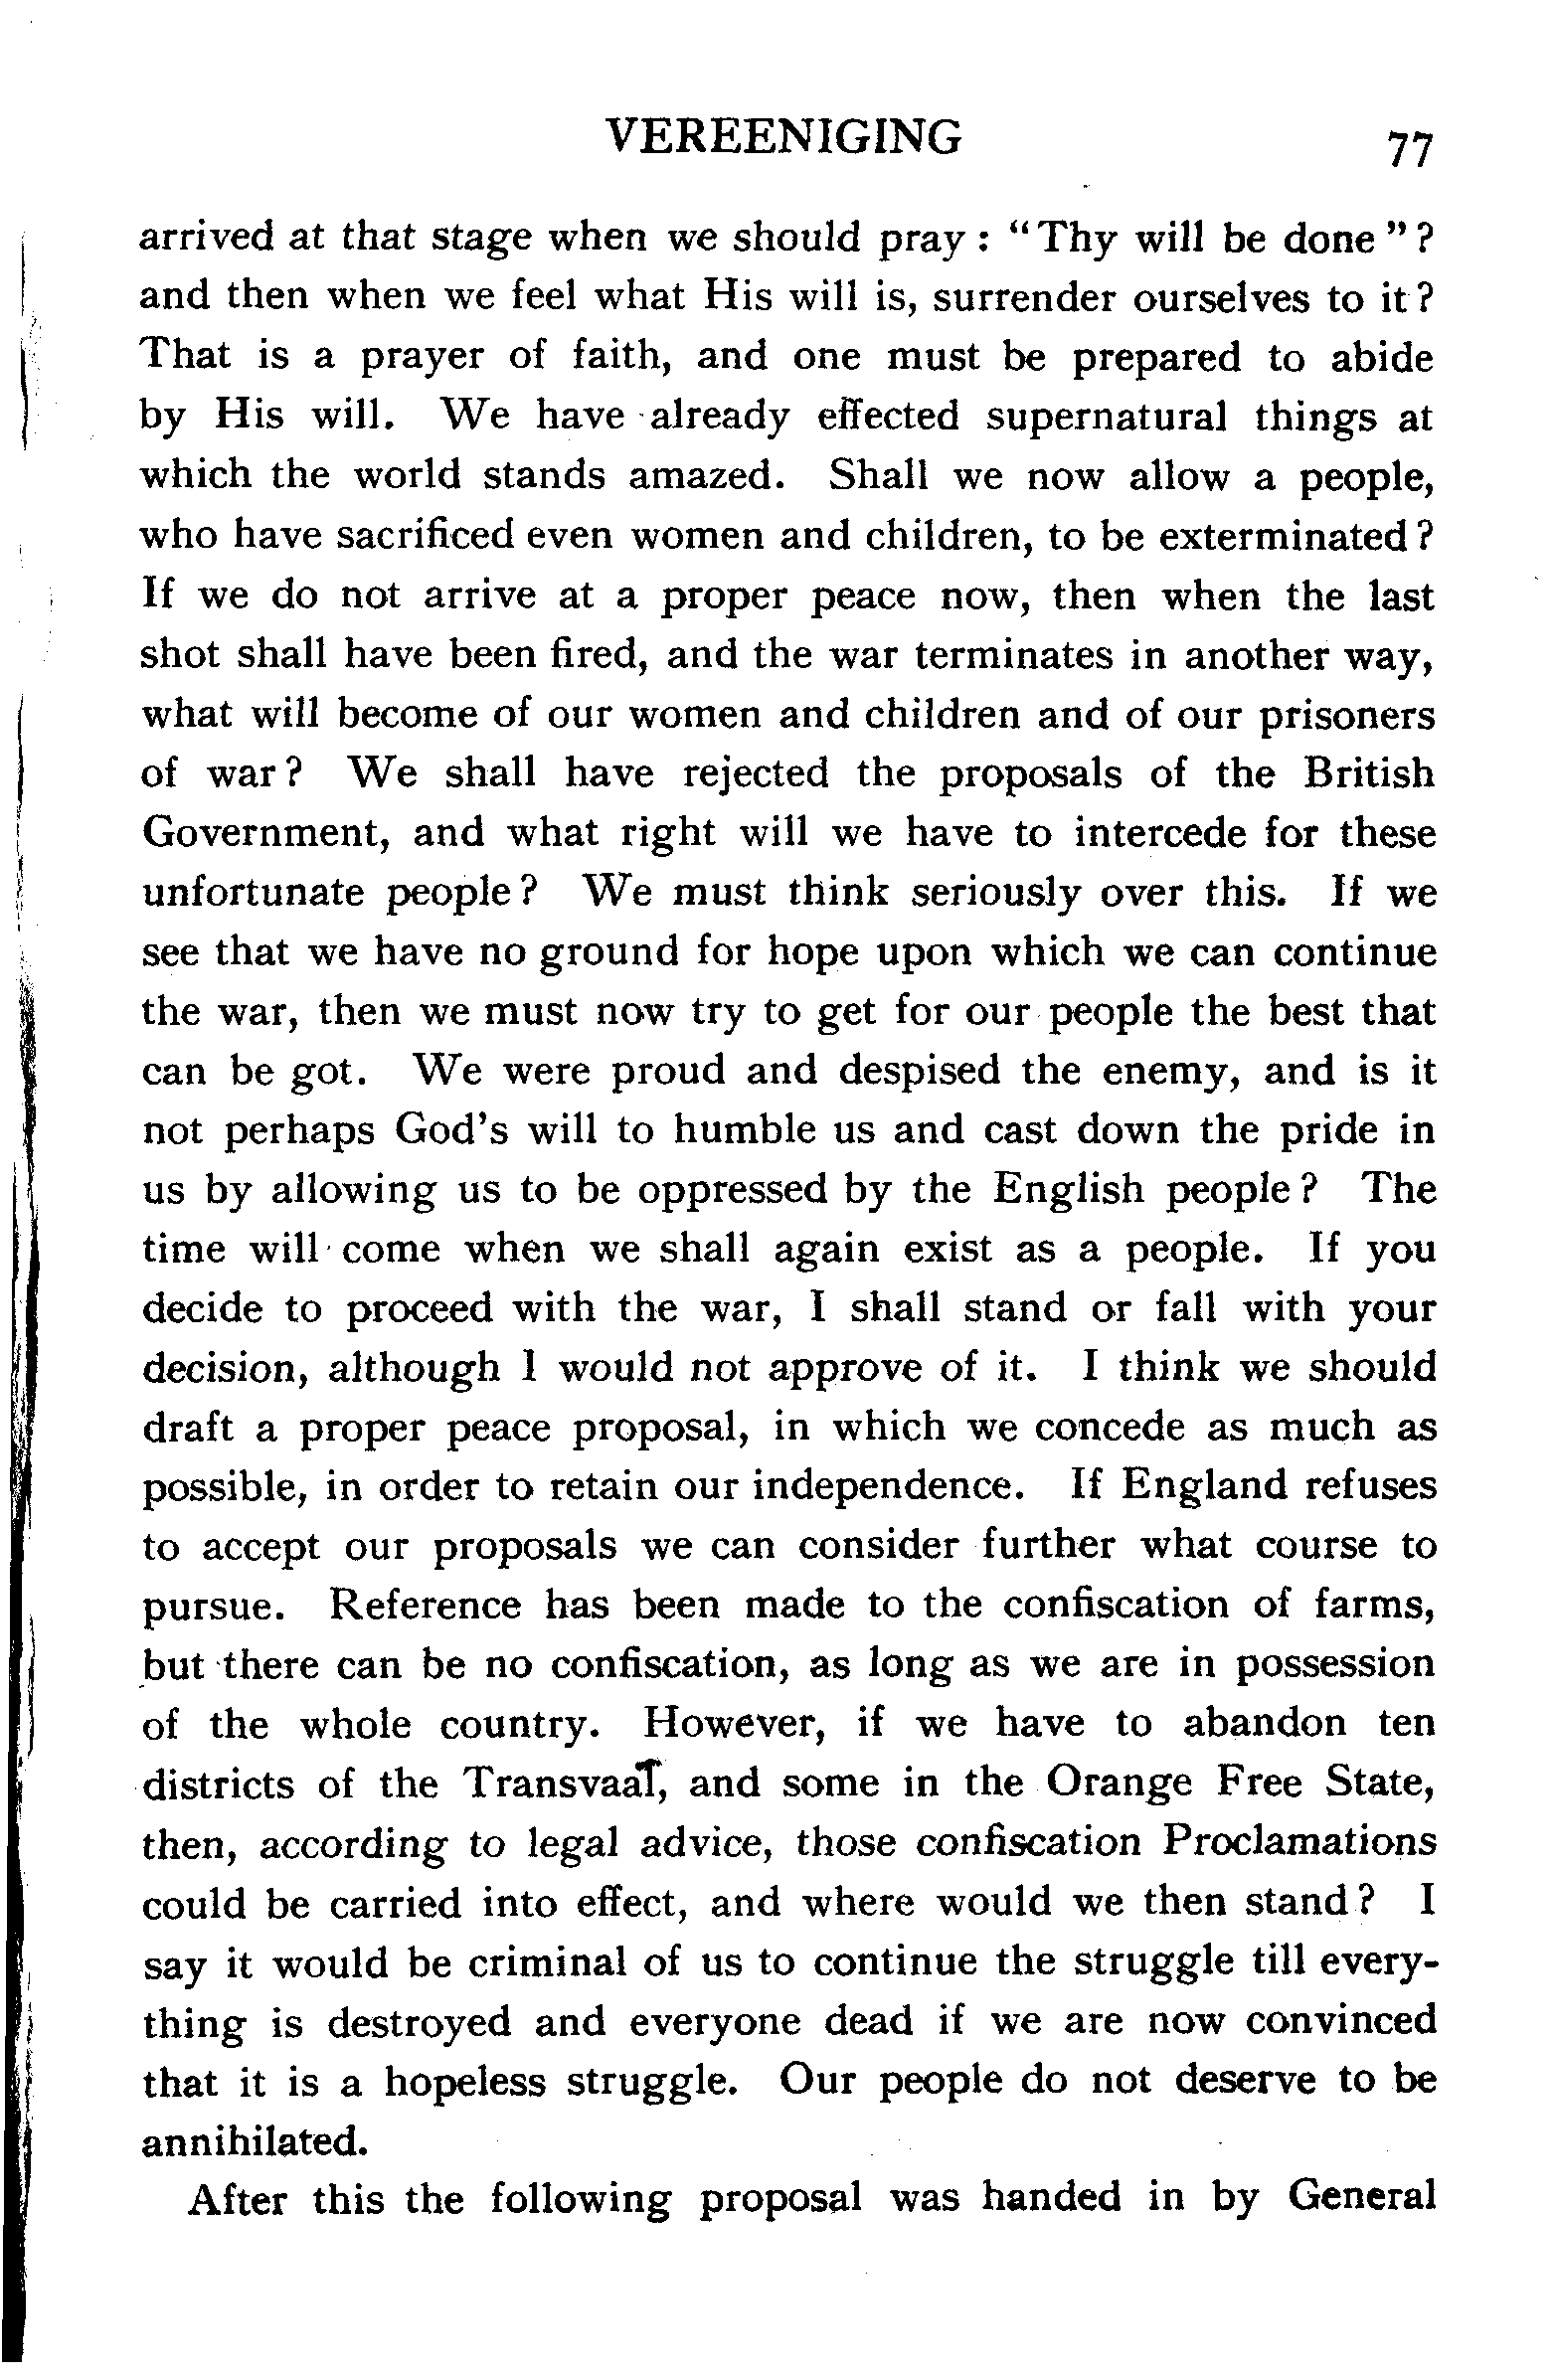 VEREENIGING 77
arrived at that stage when we should pray : “Thy will be done” ?
and then when we feel what His will is, surrender ourselves to it ?
That is a prayer of faith, and one must be prepared to abide
by His will. We have already effected supernatural things at
which the world stands amazed. Shall we now allow a people,
who have sacrificed even women and children, to be exterminated ?
If we do not arrive at a proper peace now, then when the last
shot shall have been fired, and the war terminates in another way,
what will become of our women and children and of our prisoners
of war ? We shall have rejected the proposals of the British
Government, and what right will we have to intercede for these
unfortunate people ? We must think seriously over this. If we
see that we have no ground for hope upon which we can continue
the war, then we must now try to get for our people the best that
can be got. We were proud and despised the enemy, and is it
not perhaps God’s will to humble us and cast down the pride in
us by allowing us to be oppressed by the English people ? The
time will come when we shall again exist as a people. If you
decide to proceed with the war, I shall stand or fall with your
decision, although I would not approve of it. I think we should
draft a proper peace proposal, in which we concede as much as
possible, in order to retain our independence. If England refuses
to accept our proposals we can consider further what course to
pursue. Reference has been made to the confiscation of farms,
but there can be no confiscation, as long as we are in possession
of the whole country. However, if we have to abandon ten
districts of the Transvaal, and some in the Orange Free State,
then, according to legal advice, those confiscation Proclamations
could be carried into effect, and where would we then stand ? I
say it would be criminal of us to continue the struggle till every-
thing is destroyed and everyone dead if we are now convinced
that it is a hopeless struggle. Our people do not deserve to be
annihilated.
After this the following proposal was handed in by General